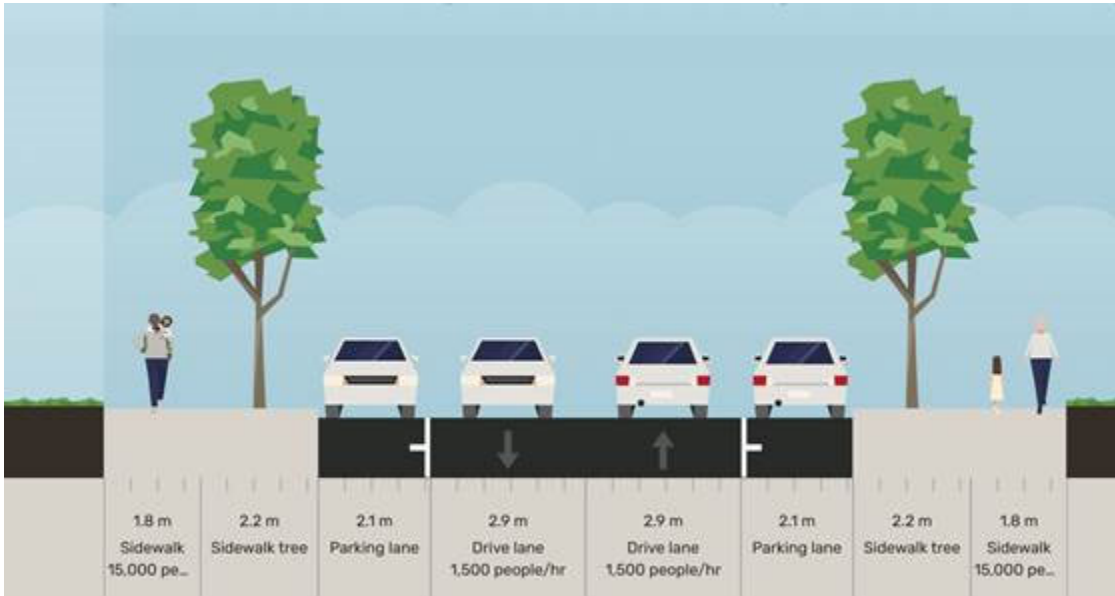 1.8 m
Sidewalk
15,000 pe...
2.2 m
Sidewalk tree
2.1 m
Parking lane
2.9 m
Drive lane
1,500 people/hr
2.9 m
Drive lane
1,500 people/hr
2.1 m
Parking lane
2.2 m
Sidewalk tree
1.8 m
Sidewalk
15,000 pe...